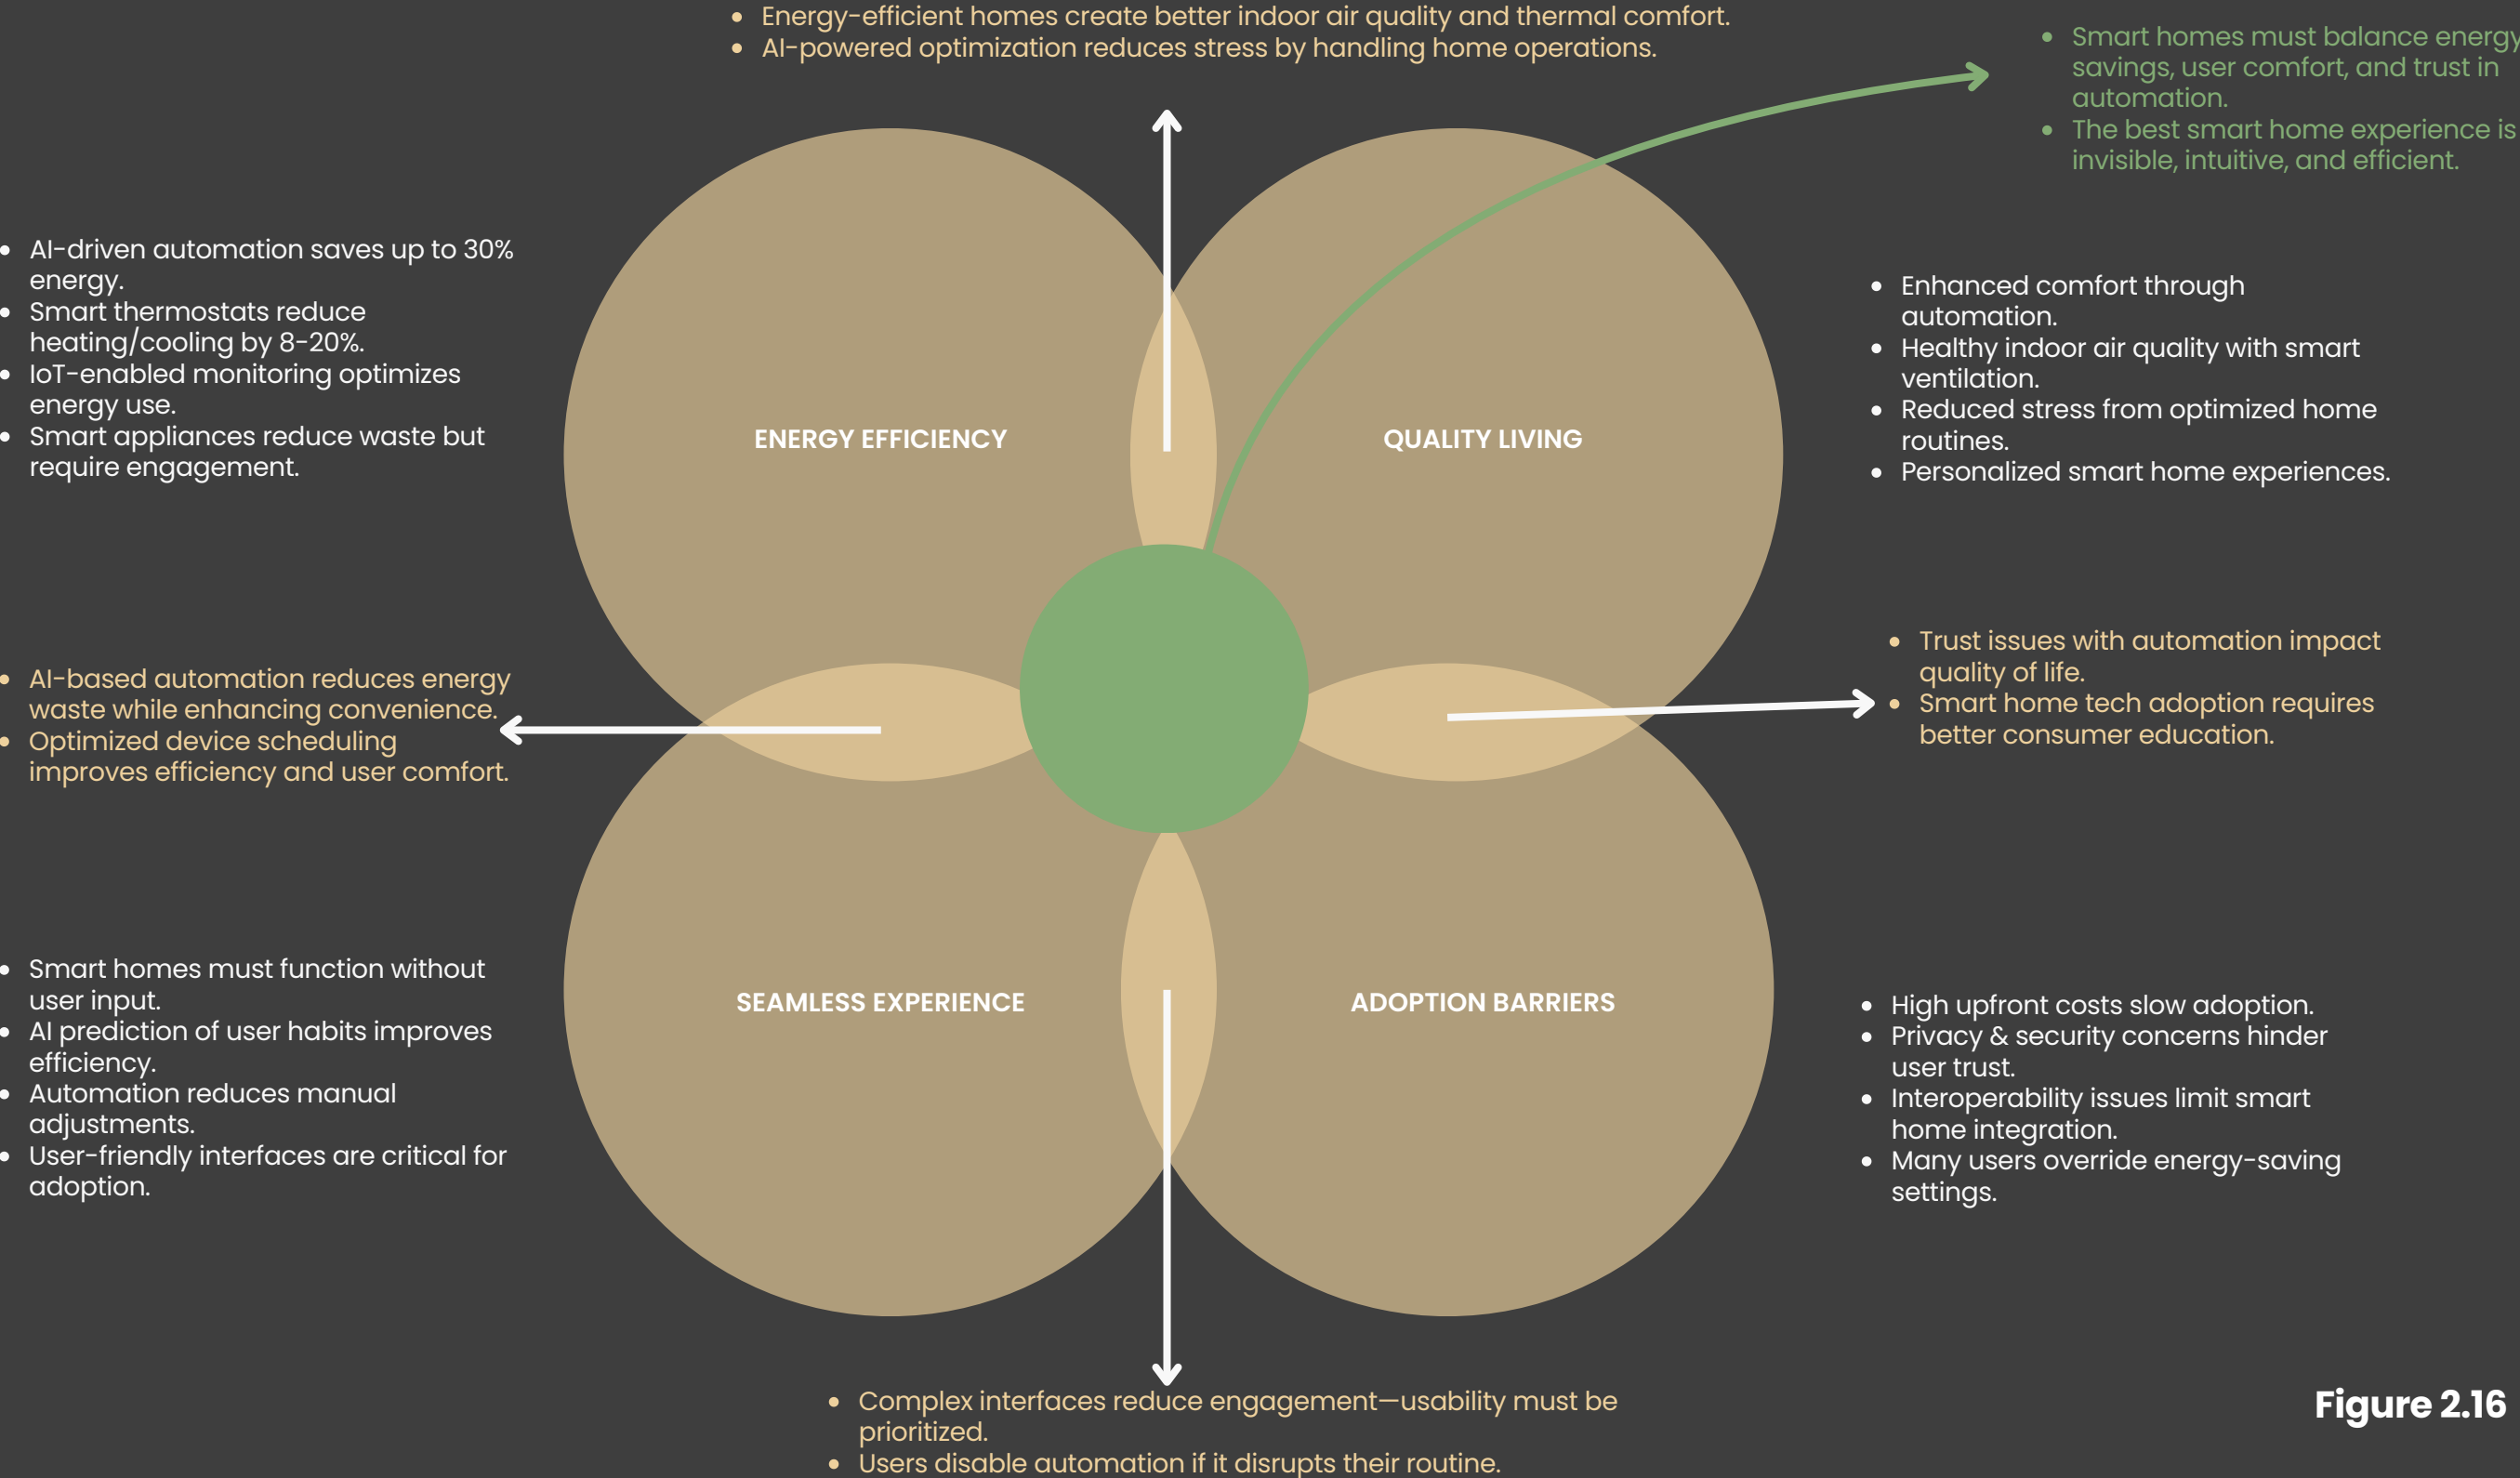 • Energy-efficient homes create better indoor air quality and thermal comfort.
• AI-powered optimization reduces stress by handling home operations.
• Smart homes must balance energy
savings, user comfort, and trust in
automation.
• The best smart home experience is
invisible, intuitive, and efficient.
• AI-driven automation saves up to 30%
energy.
• Smart thermostats reduce
heating/cooling by 8-20%.
• IoT-enabled monitoring optimizes
energy use.
• Smart appliances reduce waste but
require engagement.
ENERGY EFFICIENCY
QUALITY LIVING
• Enhanced comfort through
automation.
• Healthy indoor air quality with smart
ventilation.
• Reduced stress from optimized home
routines.
• Personalized smart home experiences.
• AI-based automation reduces energy
waste while enhancing convenience.
• Optimized device scheduling
improves efficiency and user comfort.
• Trust issues with automation impact
quality of life.
• Smart home tech adoption requires
better consumer education.
• Smart homes must function without
user input.
• AI prediction of user habits improves
efficiency.
• Automation reduces manual
adjustments.
• User-friendly interfaces are critical for
adoption.
SEAMLESS EXPERIENCE
ADOPTION BARRIERS
• High upfront costs slow adoption.
• Privacy & security concerns hinder
user trust.
• Interoperability issues limit smart
home integration.
• Many users override energy-saving
settings.
• Complex interfaces reduce engagement—usability must be
prioritized.
• Users disable automation if it disrupts their routine.
Figure 2.16